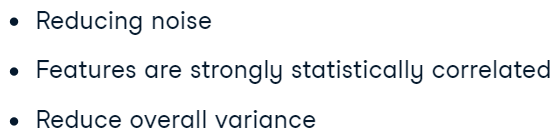 • Reducing noise
• Features are strongly statistically correlated
• Reduce overall variance